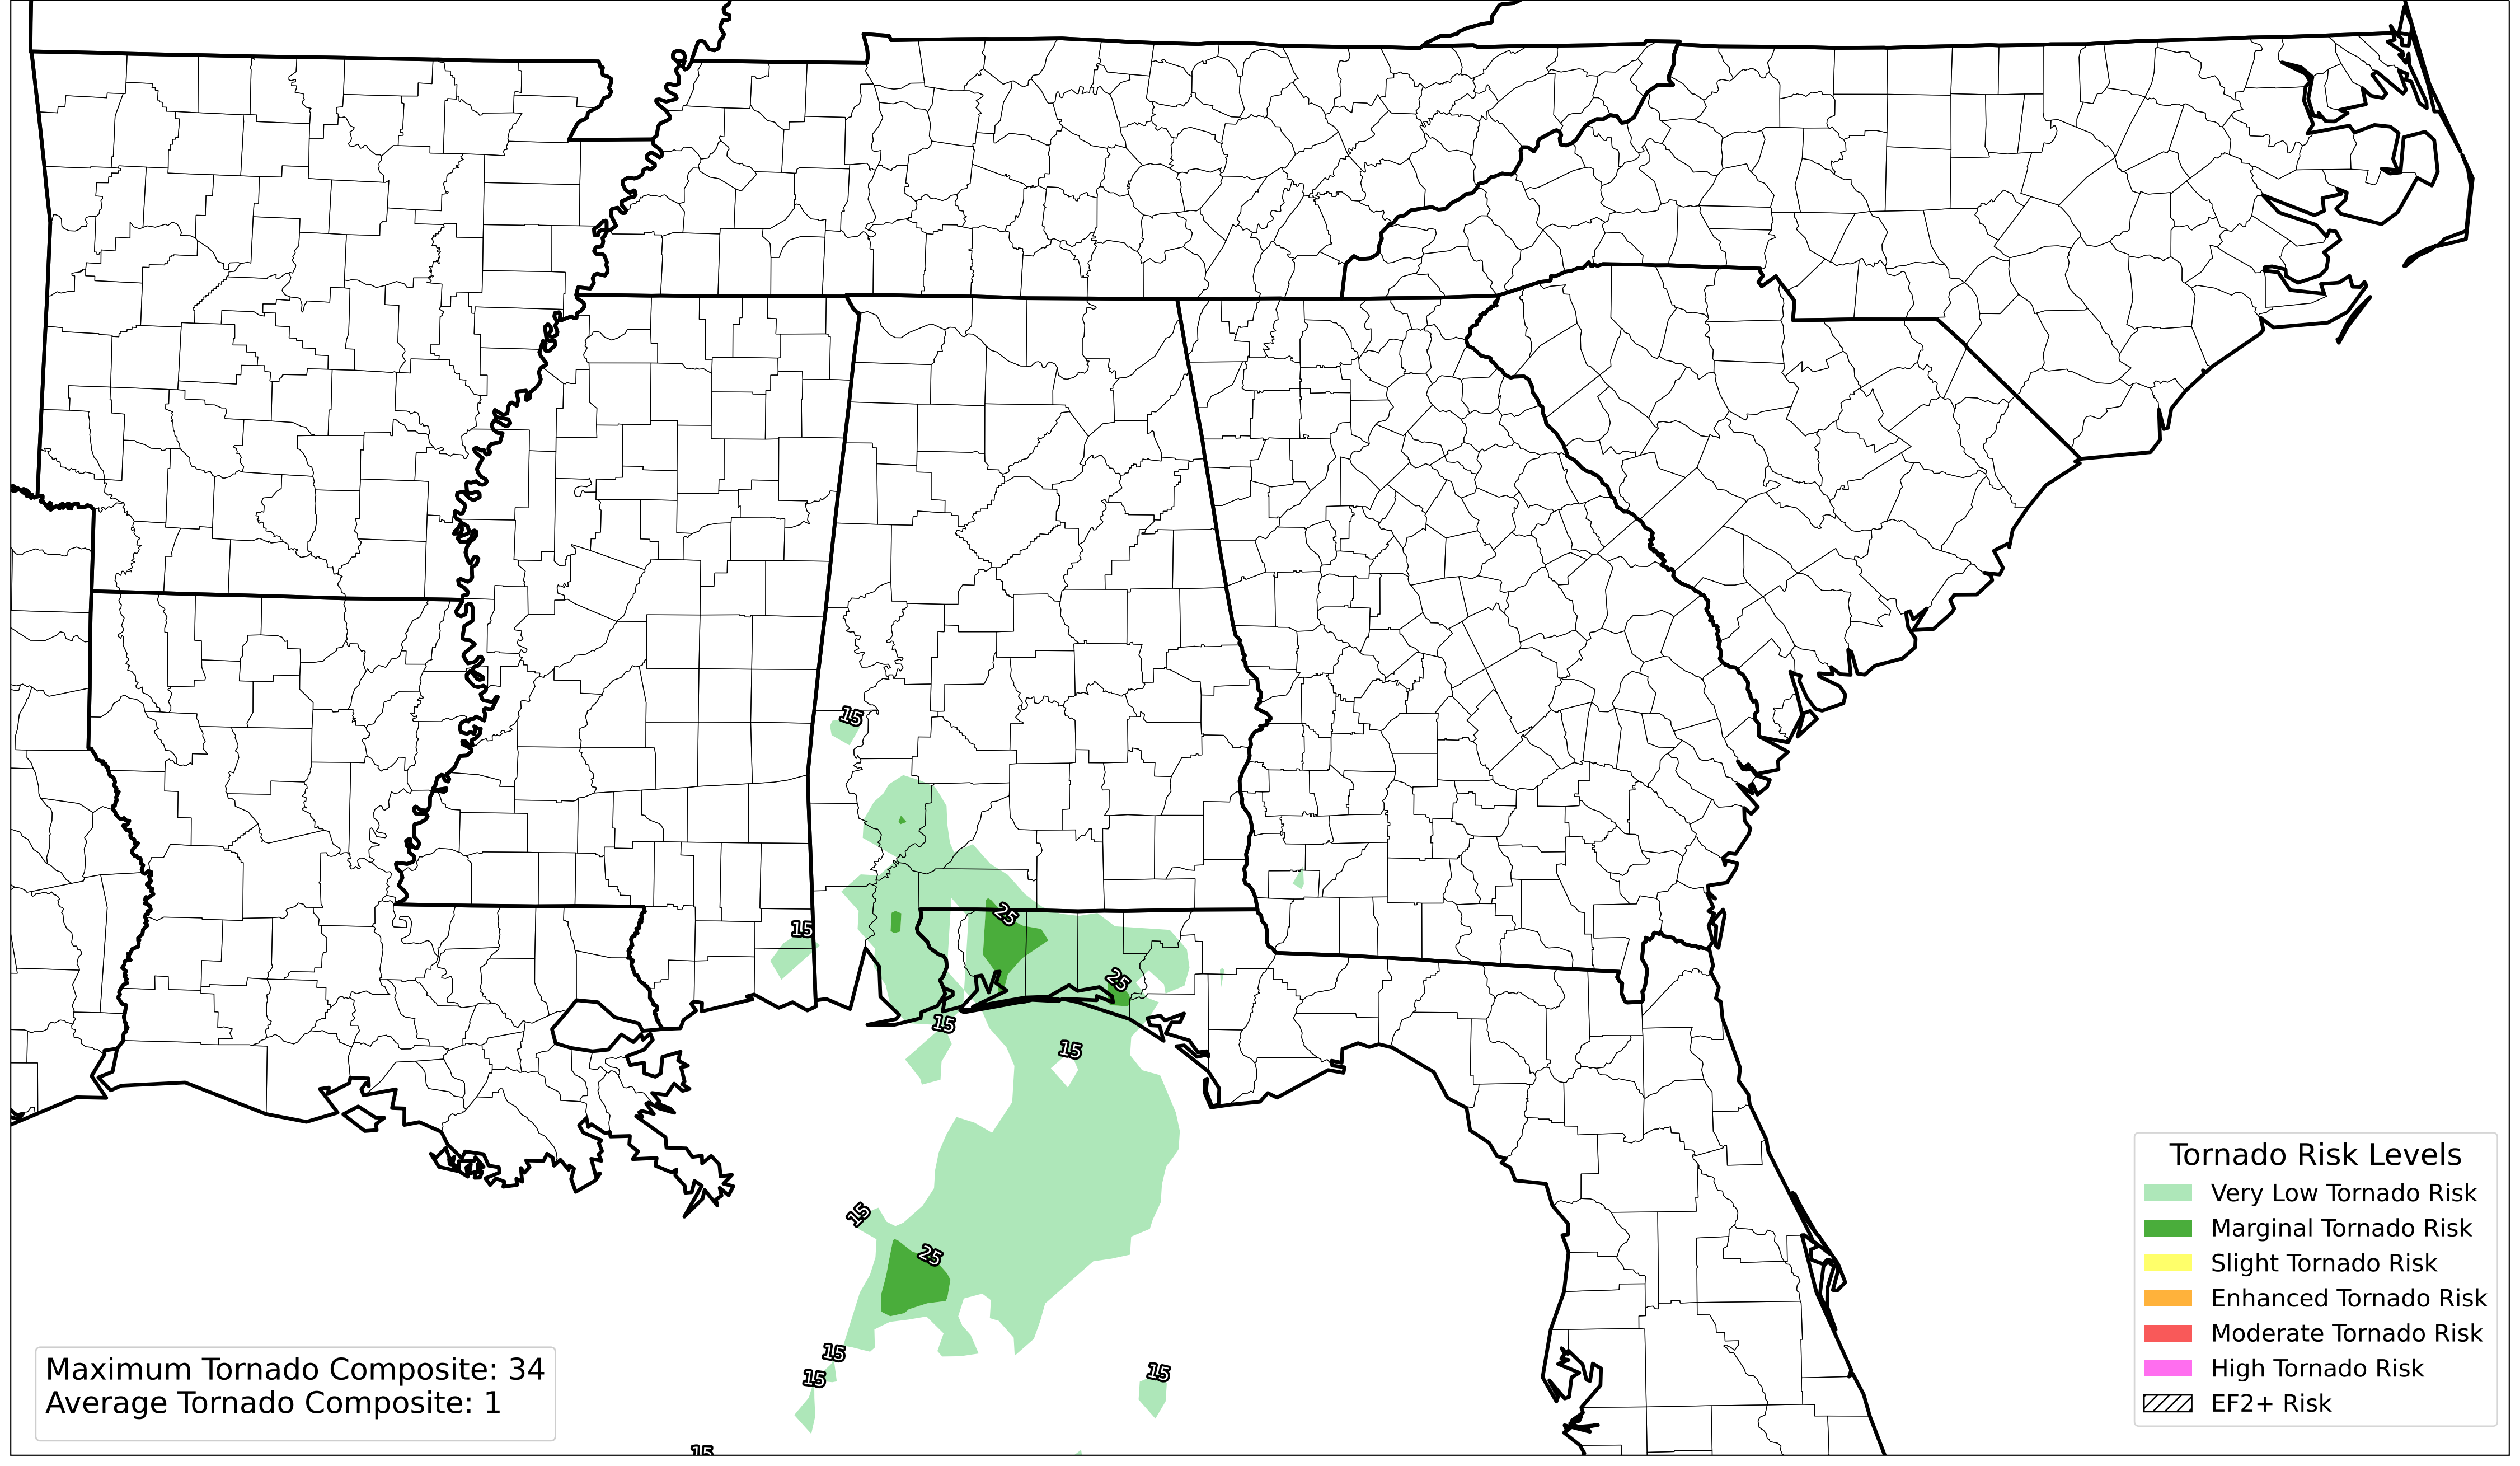 15
15
25
25
15
15
15
25
15
15
15
15
Tornado Risk Levels
Very Low Tornado Risk
Marginal Tornado Risk
Slight Tornado Risk
Enhanced Tornado Risk
Moderate Tornado Risk
High Tornado Risk
EF2+ Risk
Maximum Tornado Composite: 34
Average Tornado Composite: 1